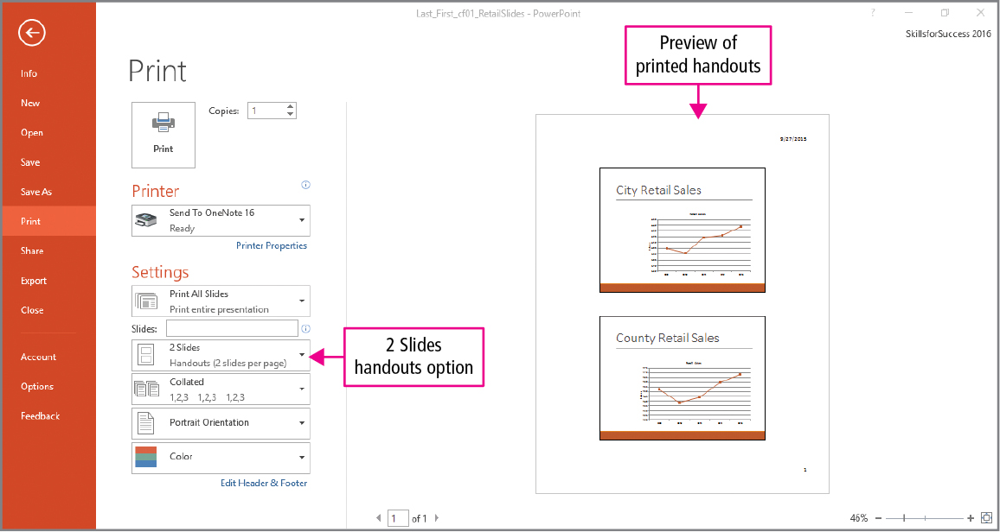 Last_First_cf01_RetailSlides - PowerPoint
?
SkillsforSuccess 2016
Info
New
Open
Save
Save As
Print
Share
Export
Close
Account
Options
Feedback
Print
Print
Copies: 1
Printer
Send To OneNote 16
Ready
Printer Properties
Settings
Print All Slides
Print entire presentation
Slides:
2 Slides
Handouts (2 slides per page)
Collated
1,2,3 1,2,3 1,2,3
Portrait Orientation
Color
Edit Header & Footer
2 Slides
handouts option
Preview of
printed handouts
9/27/2015
City Retail Sales
County Retail Sales
Retail Sales
1
1 of 1
46%